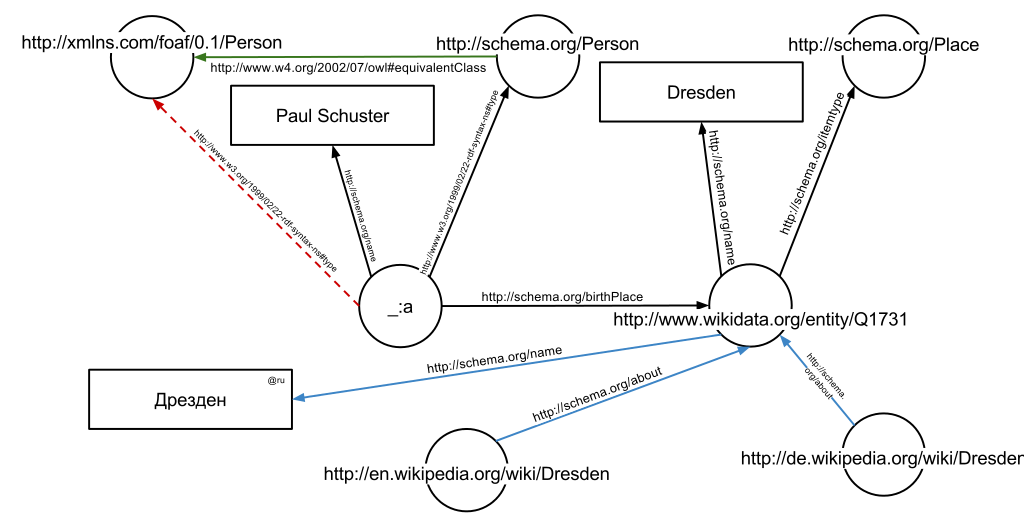 http://xmlns.com/foaf/0.1/Person
http://schema.org/Person
http://schema.org/Place
http://www.w4.org/2002/07/owl#equivalentClass
Paul Schuster
Dresden
http://www.w3.org/1999/02/22-rdf-syntax-ns#type
http://schema.org/name
http://www.w3.org/1999/02/22-rdf-syntax-ns#type
http://schema.org/name
http://schema.org/itemtype
_:a
http://schema.org/birthPlace
http://www.wikidata.org/entity/Q1731
http://schema.org/name
@ru
Дрезден
http://schema.org/about
http://schema.
org/about
http://en.wikipedia.org/wiki/Dresden
http://de.wikipedia.org/wiki/Dresden